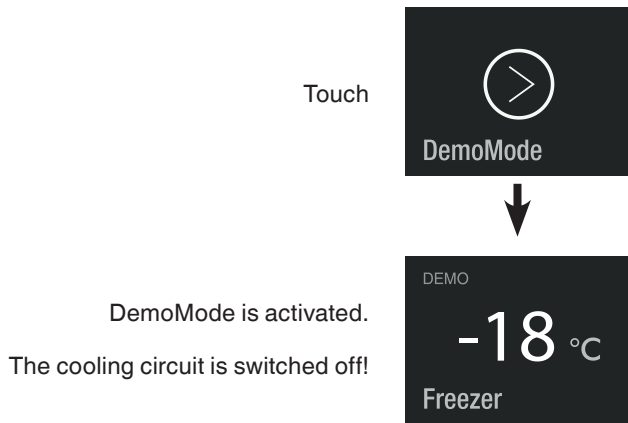 Touch
DemoMode
DEMO
-18 °C
Freezer
DemoMode is activated.
The cooling circuit is switched off!